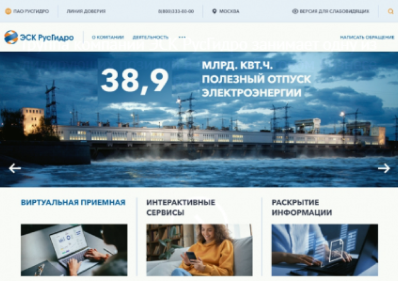 ПАО «РУСГИДРО» ЛИНИЯ ДОВЕРИЯ 8(800)333-80-00 МОСКВА ВЕРСИЯ ДЛЯ СЛАБОВИДЯЩИХ
ЭСК РусГидро О КОМПАНИИ ДЕЯТЕЛЬНОСТЬ ••• НАПИСАТЬ ОБРАЩЕНИЕ
38,9
МЛРД. КВТ.Ч.
ПОЛЕЗНЫЙ ОТПУСК
ЭЛЕКТРОЭНЕРГИИ
ВИРТУАЛЬНАЯ ПРИЕМНАЯ
ИНТЕРАКТИВНЫЕ
СЕРВИСЫ
РАСКРЫТИЕ
ИНФОРМАЦИИ